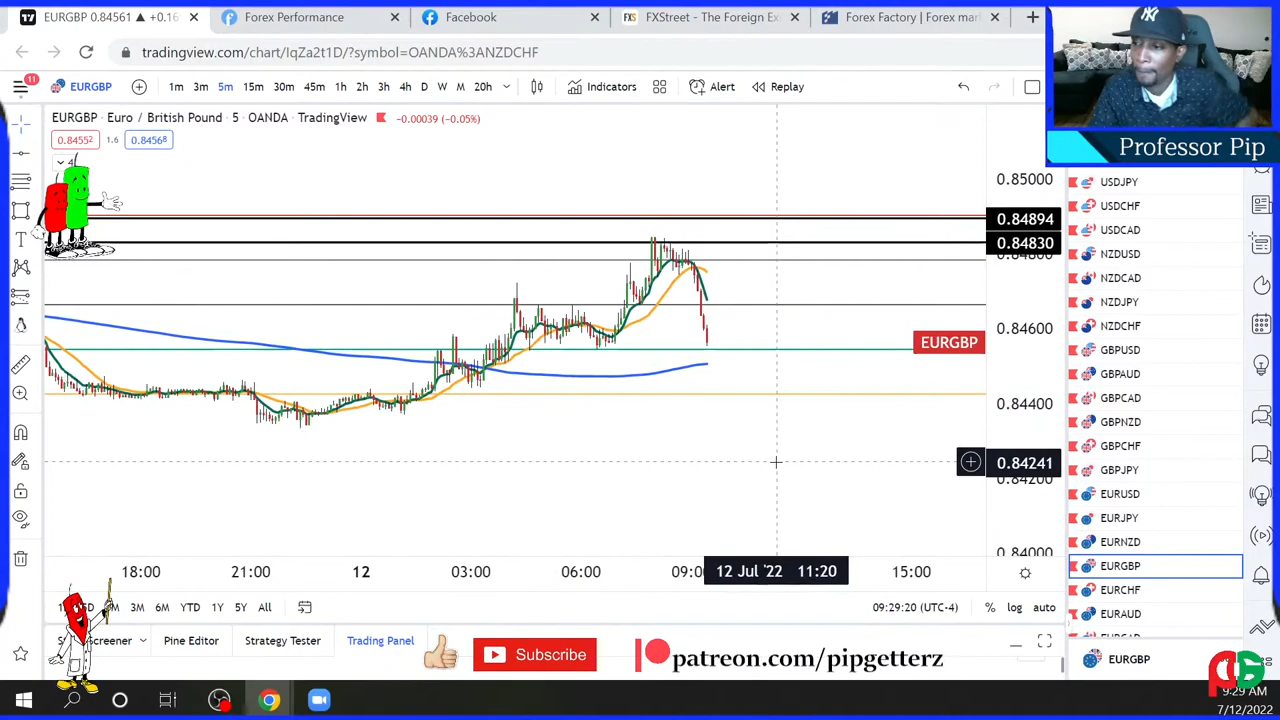 EURGBP 0.84561 ▲ +0.16
Forex Performance
Facebook
FXStreet - The Foreign Ex
Forex Factory | Forex mar
tradingview.com/chart/IqZa2t1D/?symbol=OANDA%3ANZDCHF
11
EURGBP
1m 3m 5m 15m 30m 45m 1h 2h 3h 4h D W M 20h
Indicators
Alert
Replay
EURGBP · Euro / British Pound · 5 · OANDA · TradingView
-0.00039 (-0.05%)
0.84552
1.6
0.84568
4
Professor Pip
0.85000
0.84894
0.84830
0.84800
0.84600
EURGBP
0.84400
0.84241
0.84200
0.84000
USDJPY
USDCHF
USDCAD
NZDUSD
NZDCAD
NZDJPY
NZDCHF
GBPUSD
GBPAUD
GBPCAD
GBPNZD
GBPCHF
GBPJPY
EURUSD
EURJPY
EURNZD
EURGBP
EURCHF
EURAUD
18:00 21:00 12 03:00 06:00 09:00 12 Jul '22 11:20 15:00
3M 6M YTD 1Y 5Y All
09:29:20 (UTC-4)
% log auto
Pine Editor
Strategy Tester
Trading Panel
Subscribe
patreon.com/pipgetterz
EURGBP
9:29 AM
7/12/2022